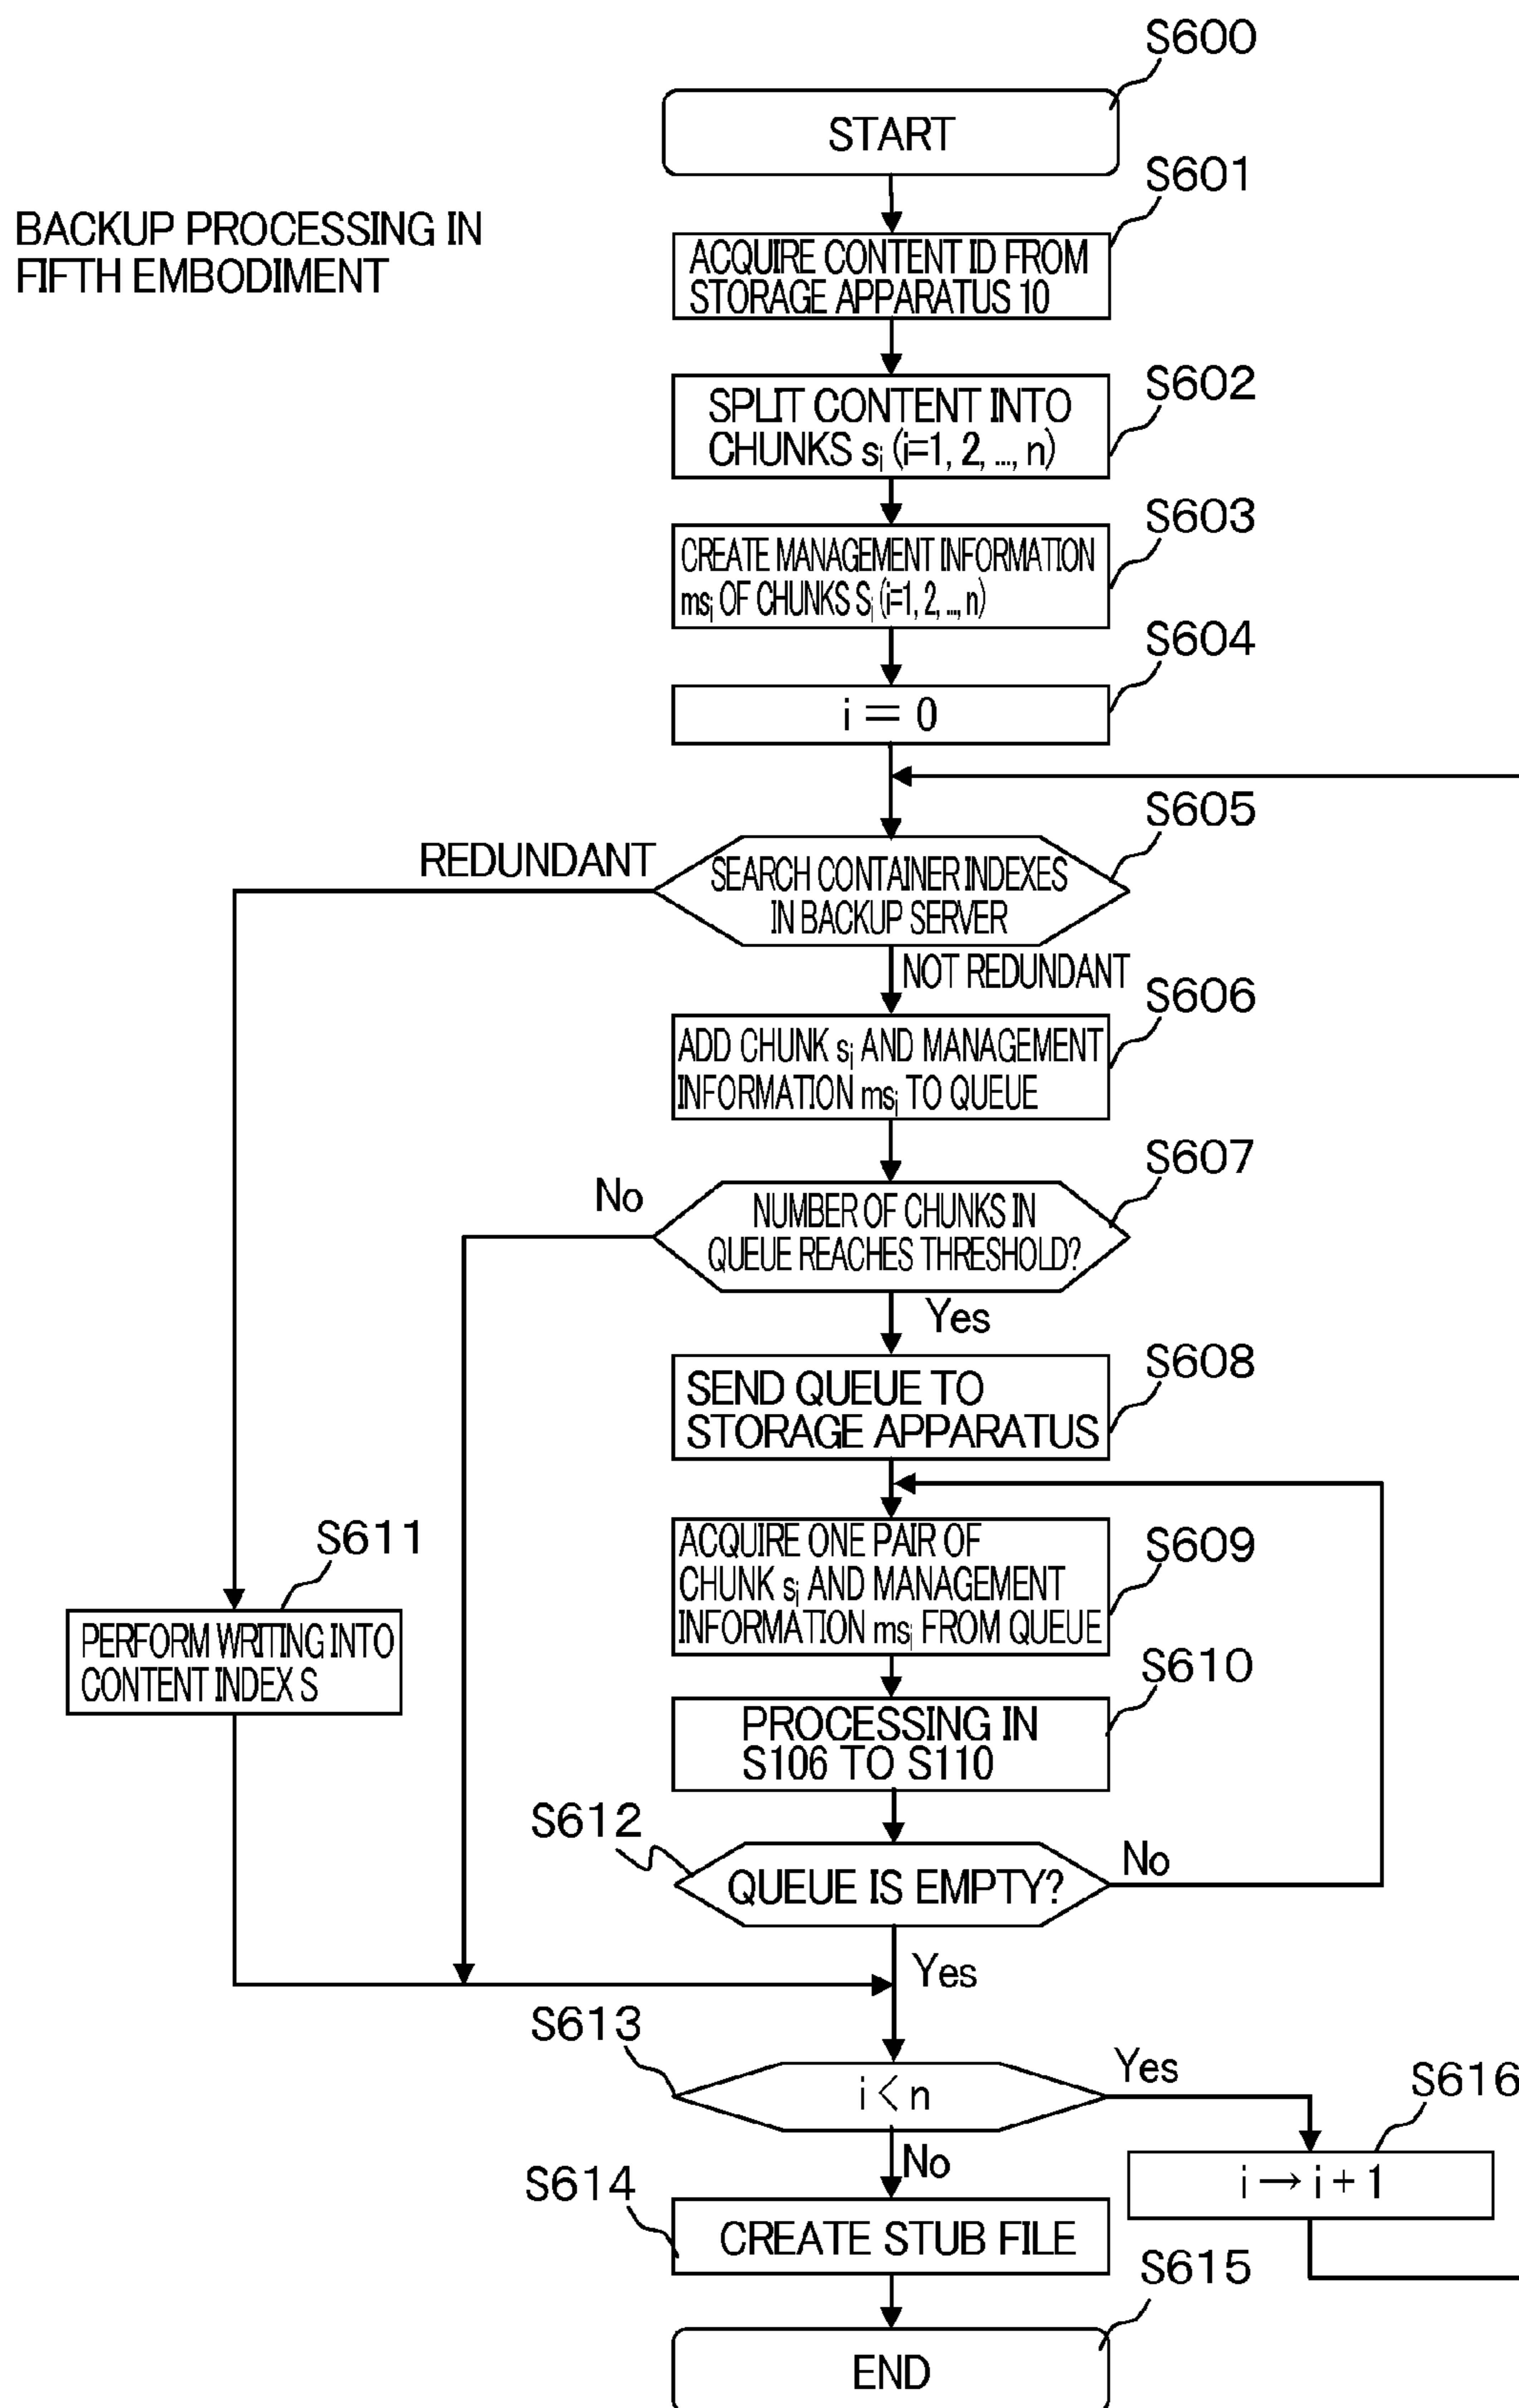 S600
START
BACKUP PROCESSING IN
FIFTH EMBODIMENT
S601
ACQUIRE CONTENT ID FROM
STORAGE APPARATUS 10
S602
SPLIT CONTENT INTO
CHUNKS si (i=1, 2, ..., n)
S603
CREATE MANAGEMENT INFORMATION
msi OF CHUNKS Si (i=1, 2, ..., n)
S604
i = 0
S605
REDUNDANT
SEARCH CONTAINER INDEXES
IN BACKUP SERVER
NOT REDUNDANT
S606
ADD CHUNK si AND MANAGEMENT
INFORMATION msi TO QUEUE
S607
No
NUMBER OF CHUNKS IN
QUEUE REACHES THRESHOLD?
Yes
S608
SEND QUEUE TO
STORAGE APPARATUS
S609
ACQUIRE ONE PAIR OF
CHUNK si AND MANAGEMENT
INFORMATION msi FROM QUEUE
S611
PERFORM WRITING INTO
CONTENT INDEX S
S610
PROCESSING IN
S106 TO S110
S612
QUEUE IS EMPTY?
No
Yes
S613
i < n
Yes
S616
i → i + 1
No
S614
CREATE STUB FILE
S615
END